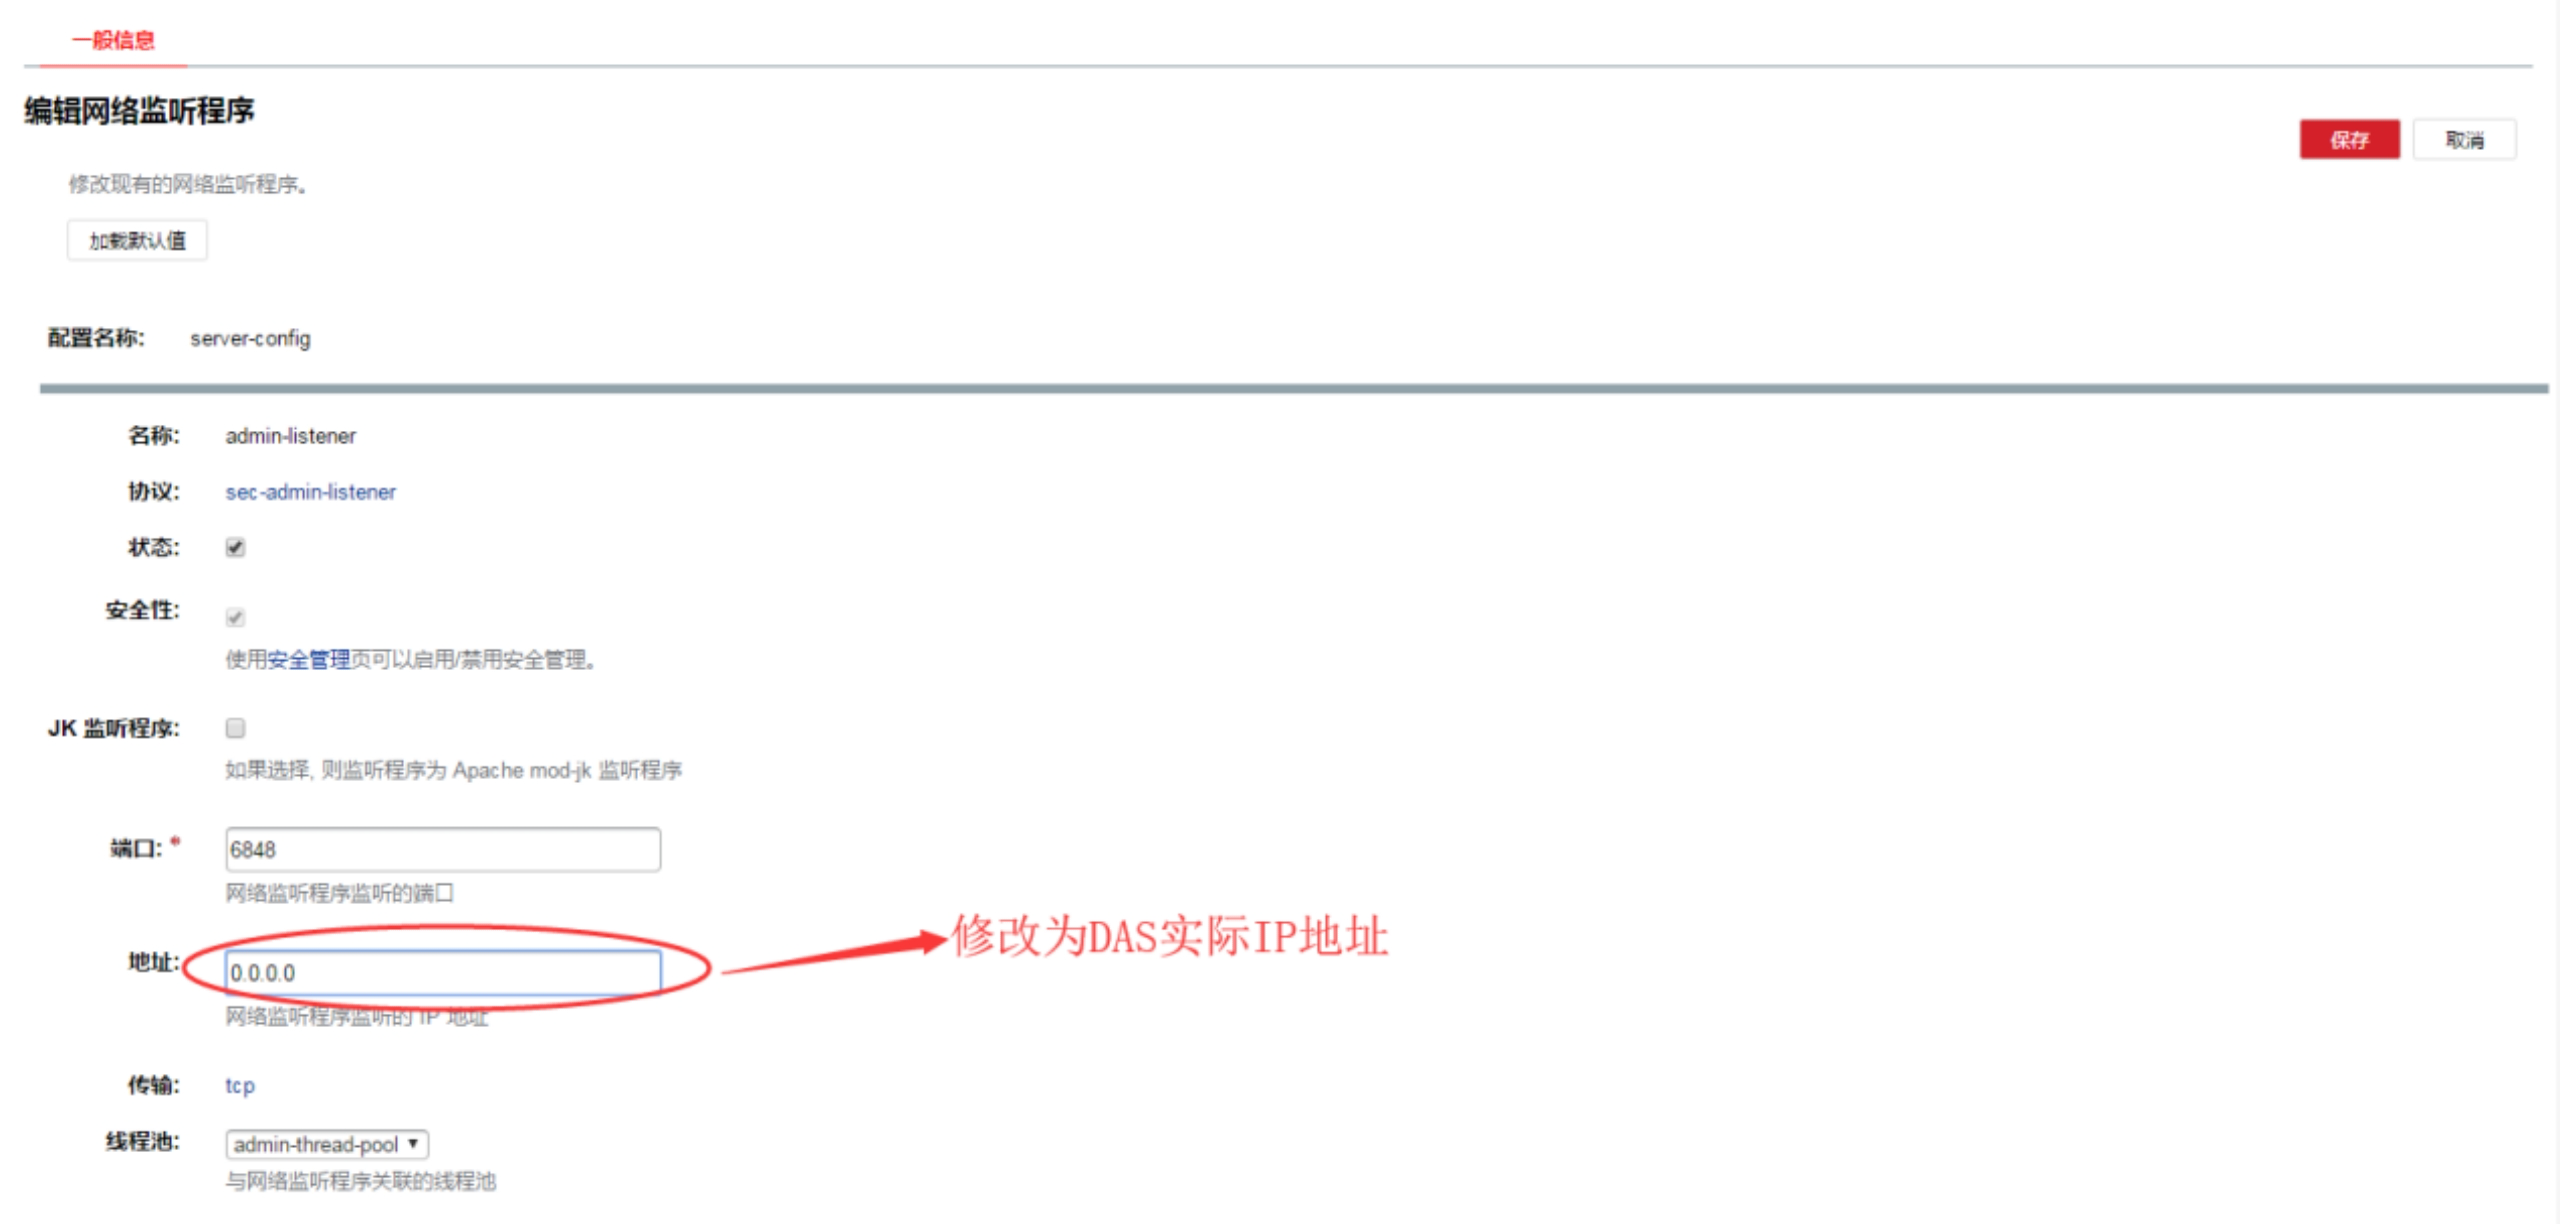 一般信息
编辑网络监听程序
保存
取消
修改现有的网络监听程序。
加载默认值
配置名称: server-config
名称: admin-listener
协议: sec-admin-listener
状态:
安全性:
使用安全管理页可以启用/禁用安全管理。
JK 监听程序:
如果选择, 则监听程序为 Apache mod-jk 监听程序
端口: * 6848
网络监听程序监听的端口
修改为DAS实际IP地址
地址: 0.0.0.0
网络监听程序监听的 IP 地址
传输: tcp
线程池: admin-thread-pool
与网络监听程序关联的线程池